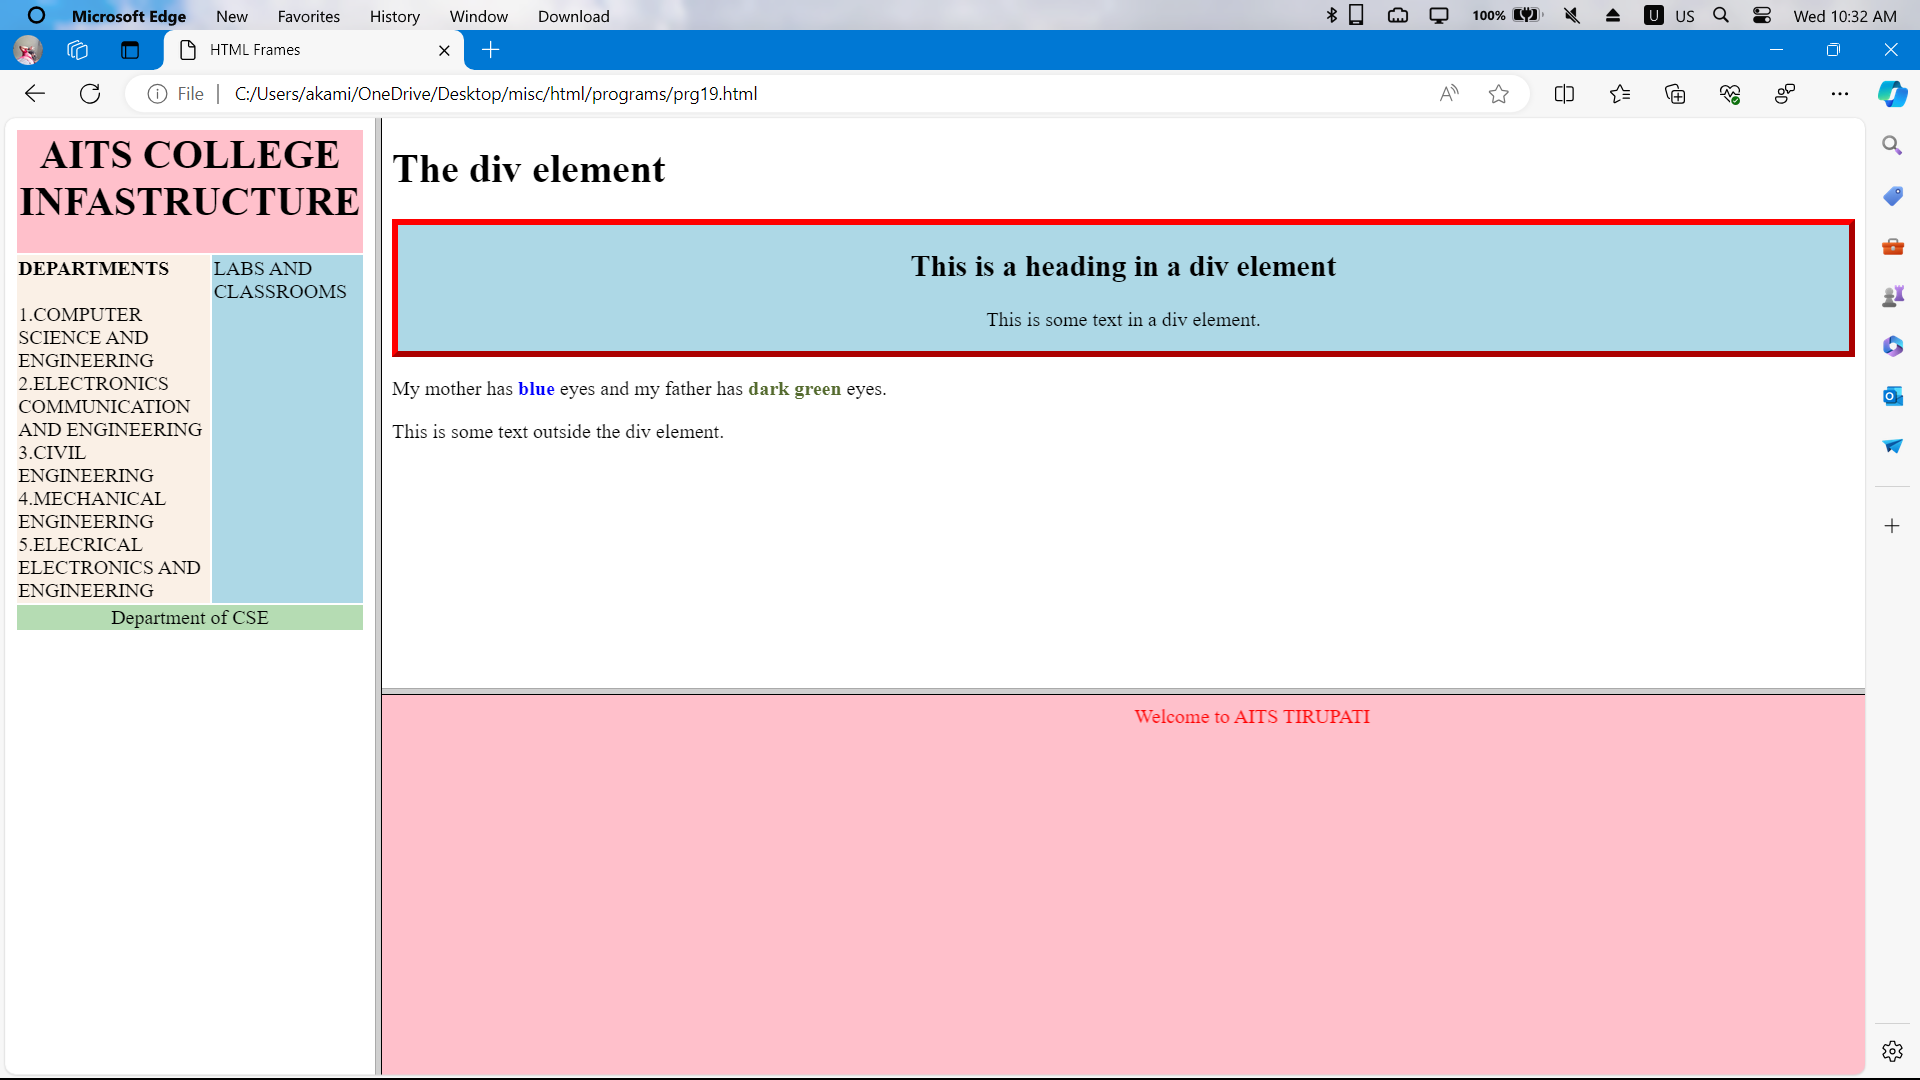 Microsoft Edge New Favorites History Window Download 100% U US Wed 10:32 AM
HTML Frames
File C:/Users/akami/OneDrive/Desktop/misc/html/programs/prg19.html
AITS COLLEGE
INFASTRUCTURE
DEPARTMENTS
1.COMPUTER
SCIENCE AND
ENGINEERING
2.ELECTRONICS
COMMUNICATION
AND ENGINEERING
3.CIVIL
ENGINEERING
4.MECHANICAL
ENGINEERING
5.ELECRICAL
ELECTRONICS AND
ENGINEERING
LABS AND
CLASSROOMS
Department of CSE
The div element
This is a heading in a div element
This is some text in a div element.
My mother has blue eyes and my father has dark green eyes.
This is some text outside the div element.
Welcome to AITS TIRUPATI